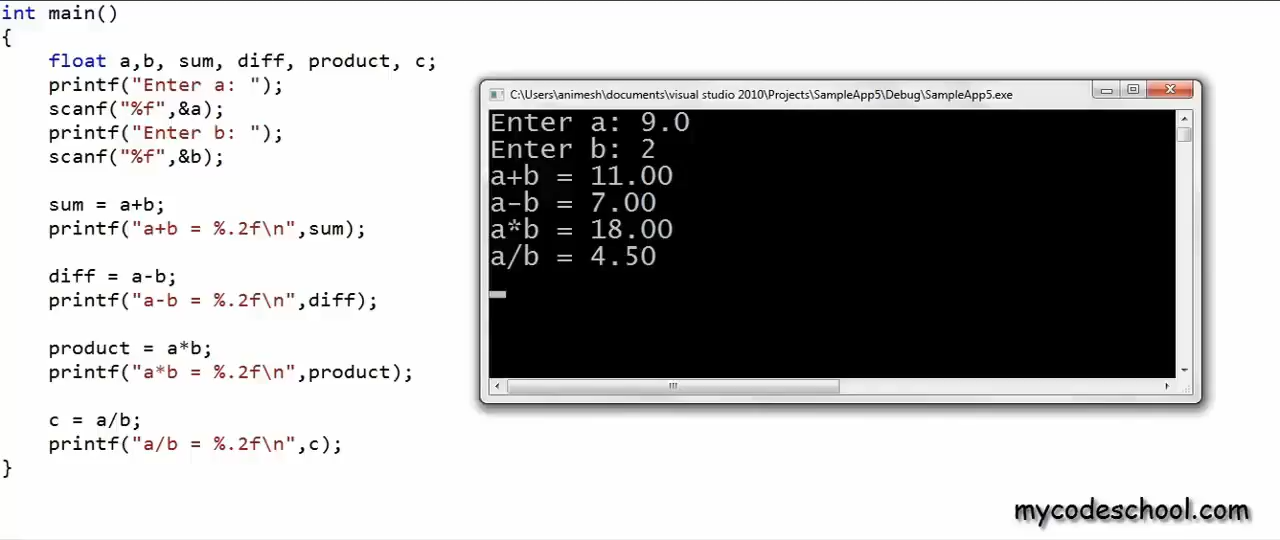 int main()
{
float a,b, sum, diff, product, c;
printf("Enter a: ");
scanf("%f",&a);
printf("Enter b: ");
scanf("%f",&b);
sum = a+b;
printf("a+b = %.2f\n",sum);
diff = a-b;
printf("a-b = %.2f\n",diff);
product = a*b;
printf("a*b = %.2f\n",product);
c = a/b;
printf("a/b = %.2f\n",c);
}
C:\Users\animesh\documents\visual studio 2010\Projects\SampleApp5\Debug\SampleApp5.exe
Enter a: 9.0
Enter b: 2
a+b = 11.00
a-b = 7.00
a*b = 18.00
a/b = 4.50
mycodeschool.com